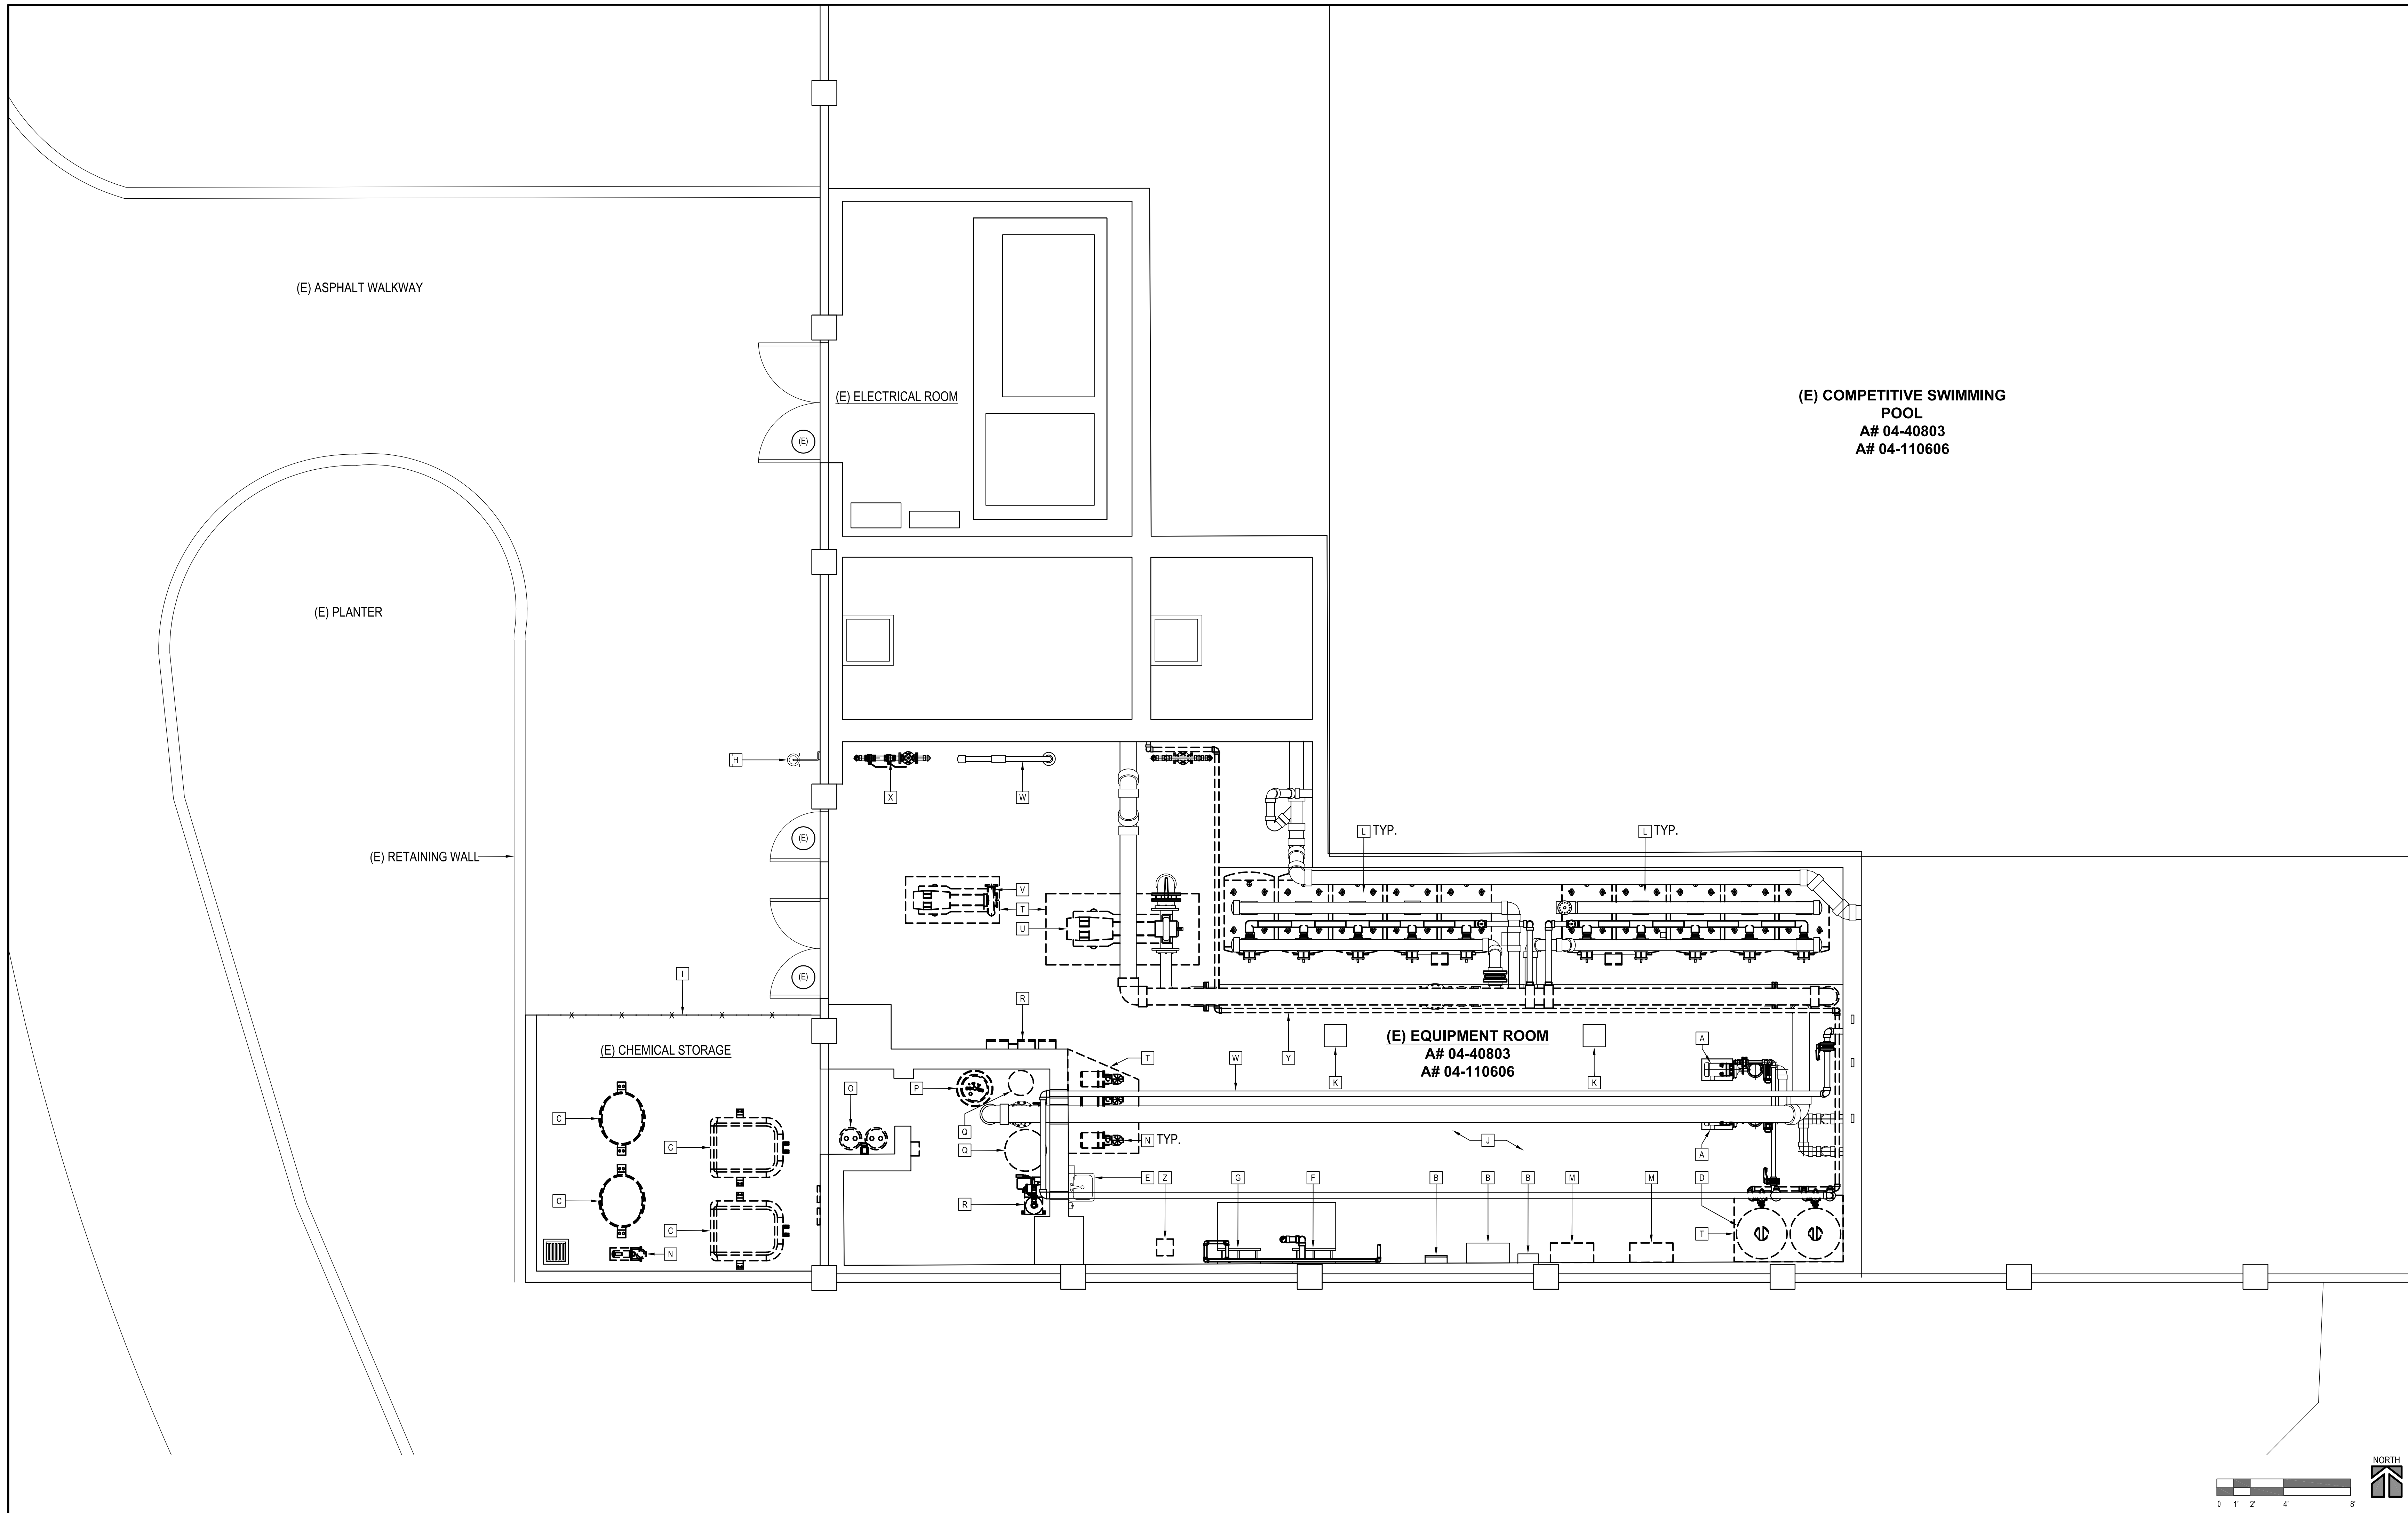 (E) ASPHALT WALKWAY
(E) ELECTRICAL ROOM
(E) COMPETITIVE SWIMMING
POOL
A# 04-40803
A# 04-110606
(E)
(E) PLANTER
H
X
W
(E)
L TYP.
L TYP.
(E) RETAINING WALL
V
T
U
(E)
I
R
(E) CHEMICAL STORAGE
(E) EQUIPMENT ROOM
A# 04-40803
A# 04-110606
A
T
W
Y
K
K
O
P
C
C
Q
Q
N TYP.
J
A
C
C
N
R
E
Z
G
F
B
B
B
M
M
D
T
NORTH
0 1' 2' 4' 8'